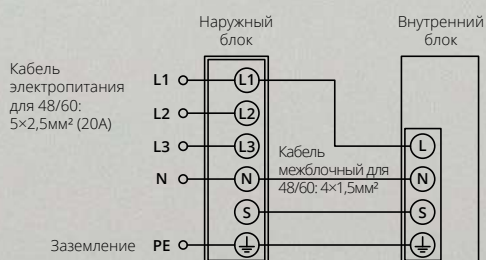 Наружный
блок
Внутренний
блок
Кабель
электропитания
для 48/60:
5×2,5мм² (20А)
L1 L1
L2 L2
L3 L3 L
Кабель
межблочный для
48/60: 4×1,5мм²
N N N
S S
Заземление PE